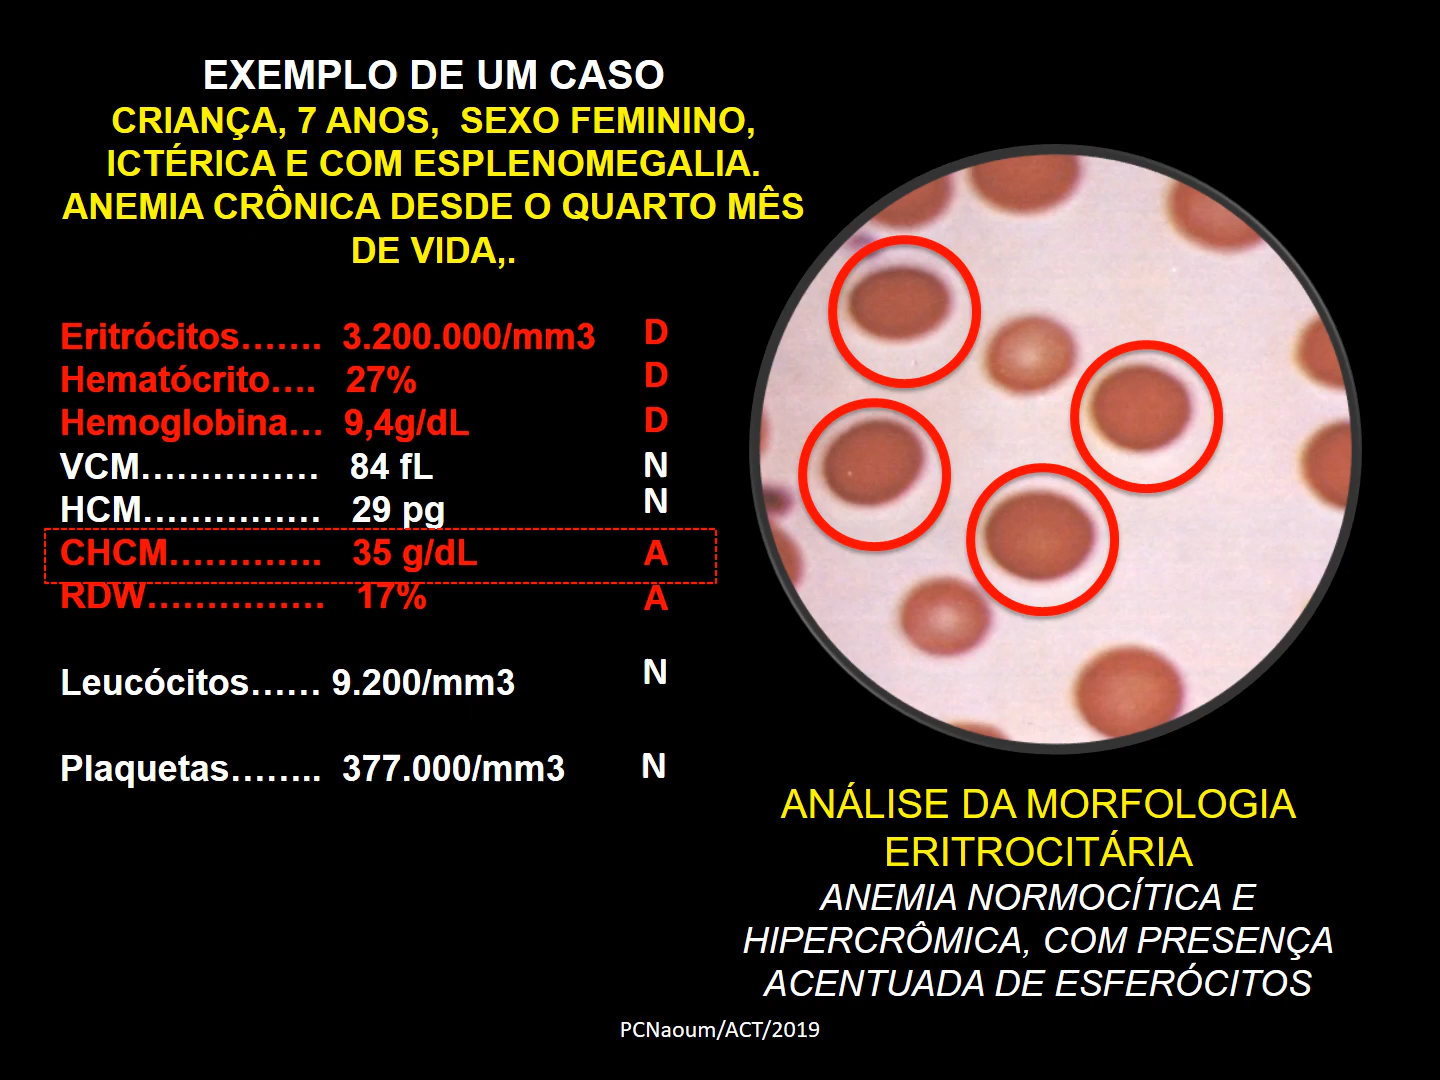 EXEMPLO DE UM CASO
CRIANÇA, 7 ANOS,  SEXO FEMININO,
ICTÉRICA E COM ESPLENOMEGALIA.
ANEMIA CRÔNICA DESDE O QUARTO MÊS
DE VIDA,.
Eritrócitos……. 3.200.000/mm3 D
Hematócrito…. 27% D
Hemoglobina… 9,4g/dL D
VCM…………… 84 fL N
HCM…………… 29 pg N
CHCM…………. 35 g/dL A
RDW…………… 17% A
Leucócitos…… 9.200/mm3 N
Plaquetas…….. 377.000/mm3 N
ANÁLISE DA MORFOLOGIA
ERITROCITÁRIA
ANEMIA NORMOCÍTICA E
HIPERCRÔMICA, COM PRESENÇA
ACENTUADA DE ESFERÓCITOS
PCNaoum/ACT/2019